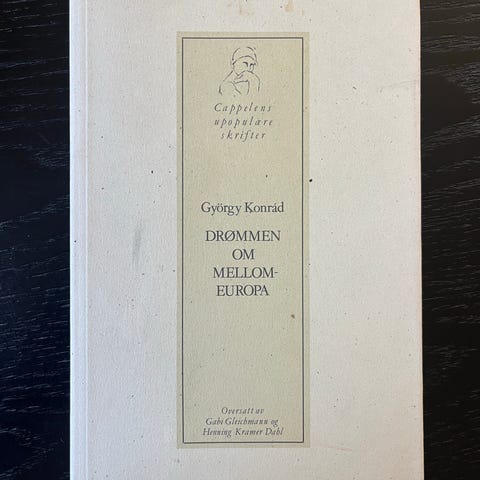 Cappelens
upopulære
skrifter
György Konrád
DRØMMEN
OM
MELLOM-
EUROPA
Oversatt av
Gabi Gleichmann og
Henning Kramer Dahl